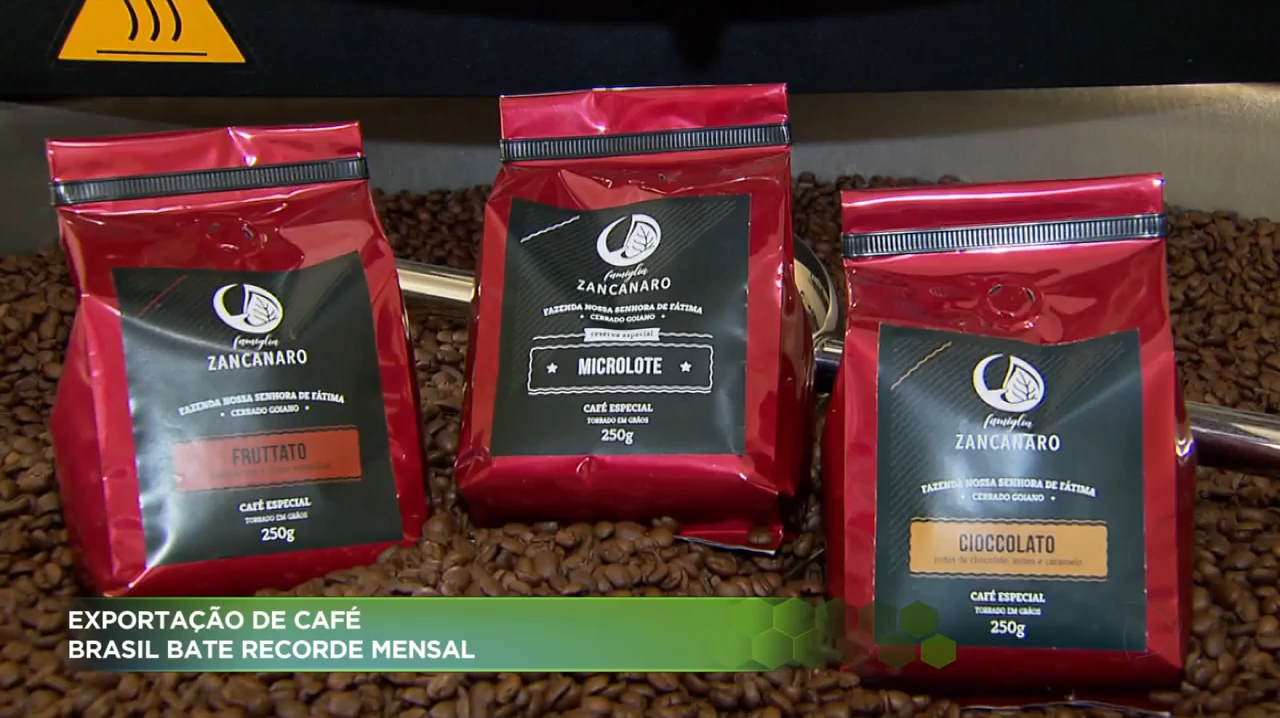 famiglia
ZANCANARO
FAZENDA NOSSA SENHORA DE FÁTIMA
CERRADO GOIANO
FRUTTATO
CAFÉ ESPECIAL
TORRADO EM GRÃOS
250g
famiglia
ZANCANARO
FAZENDA NOSSA SENHORA DE FÁTIMA
• CERRADO GOIANO •
reserva especial
★ MICROLOTE ★
CAFÉ ESPECIAL
TORRADO EM GRÃOS
250g
famiglia
ZANCANARO
FAZENDA NOSSA SENHORA DE FÁTIMA
• CERRADO GOIANO •
CIOCCOLATO
notas de chocolate, nozes e caramelo
CAFÉ ESPECIAL
TORRADO EM GRÃOS
250g
EXPORTAÇÃO DE CAFÉ
BRASIL BATE RECORDE MENSAL